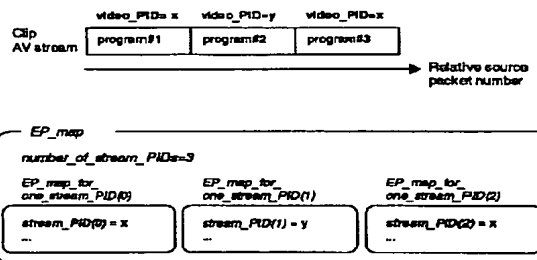 video_PID= x video_PID=y video_PID=x
Clip
AV stream
program#1 program#2 program#3
Relative source
packet number
EP_map
number_of_stream_PIDs=3
EP_map_for_
one_stream_PID(0)
EP_map_for_
one_stream_PID(1)
EP_map_for_
one_stream_PID(2)
stream_PID(0) = x
...
stream_PID(1) = y
...
stream_PID(2) = x
...